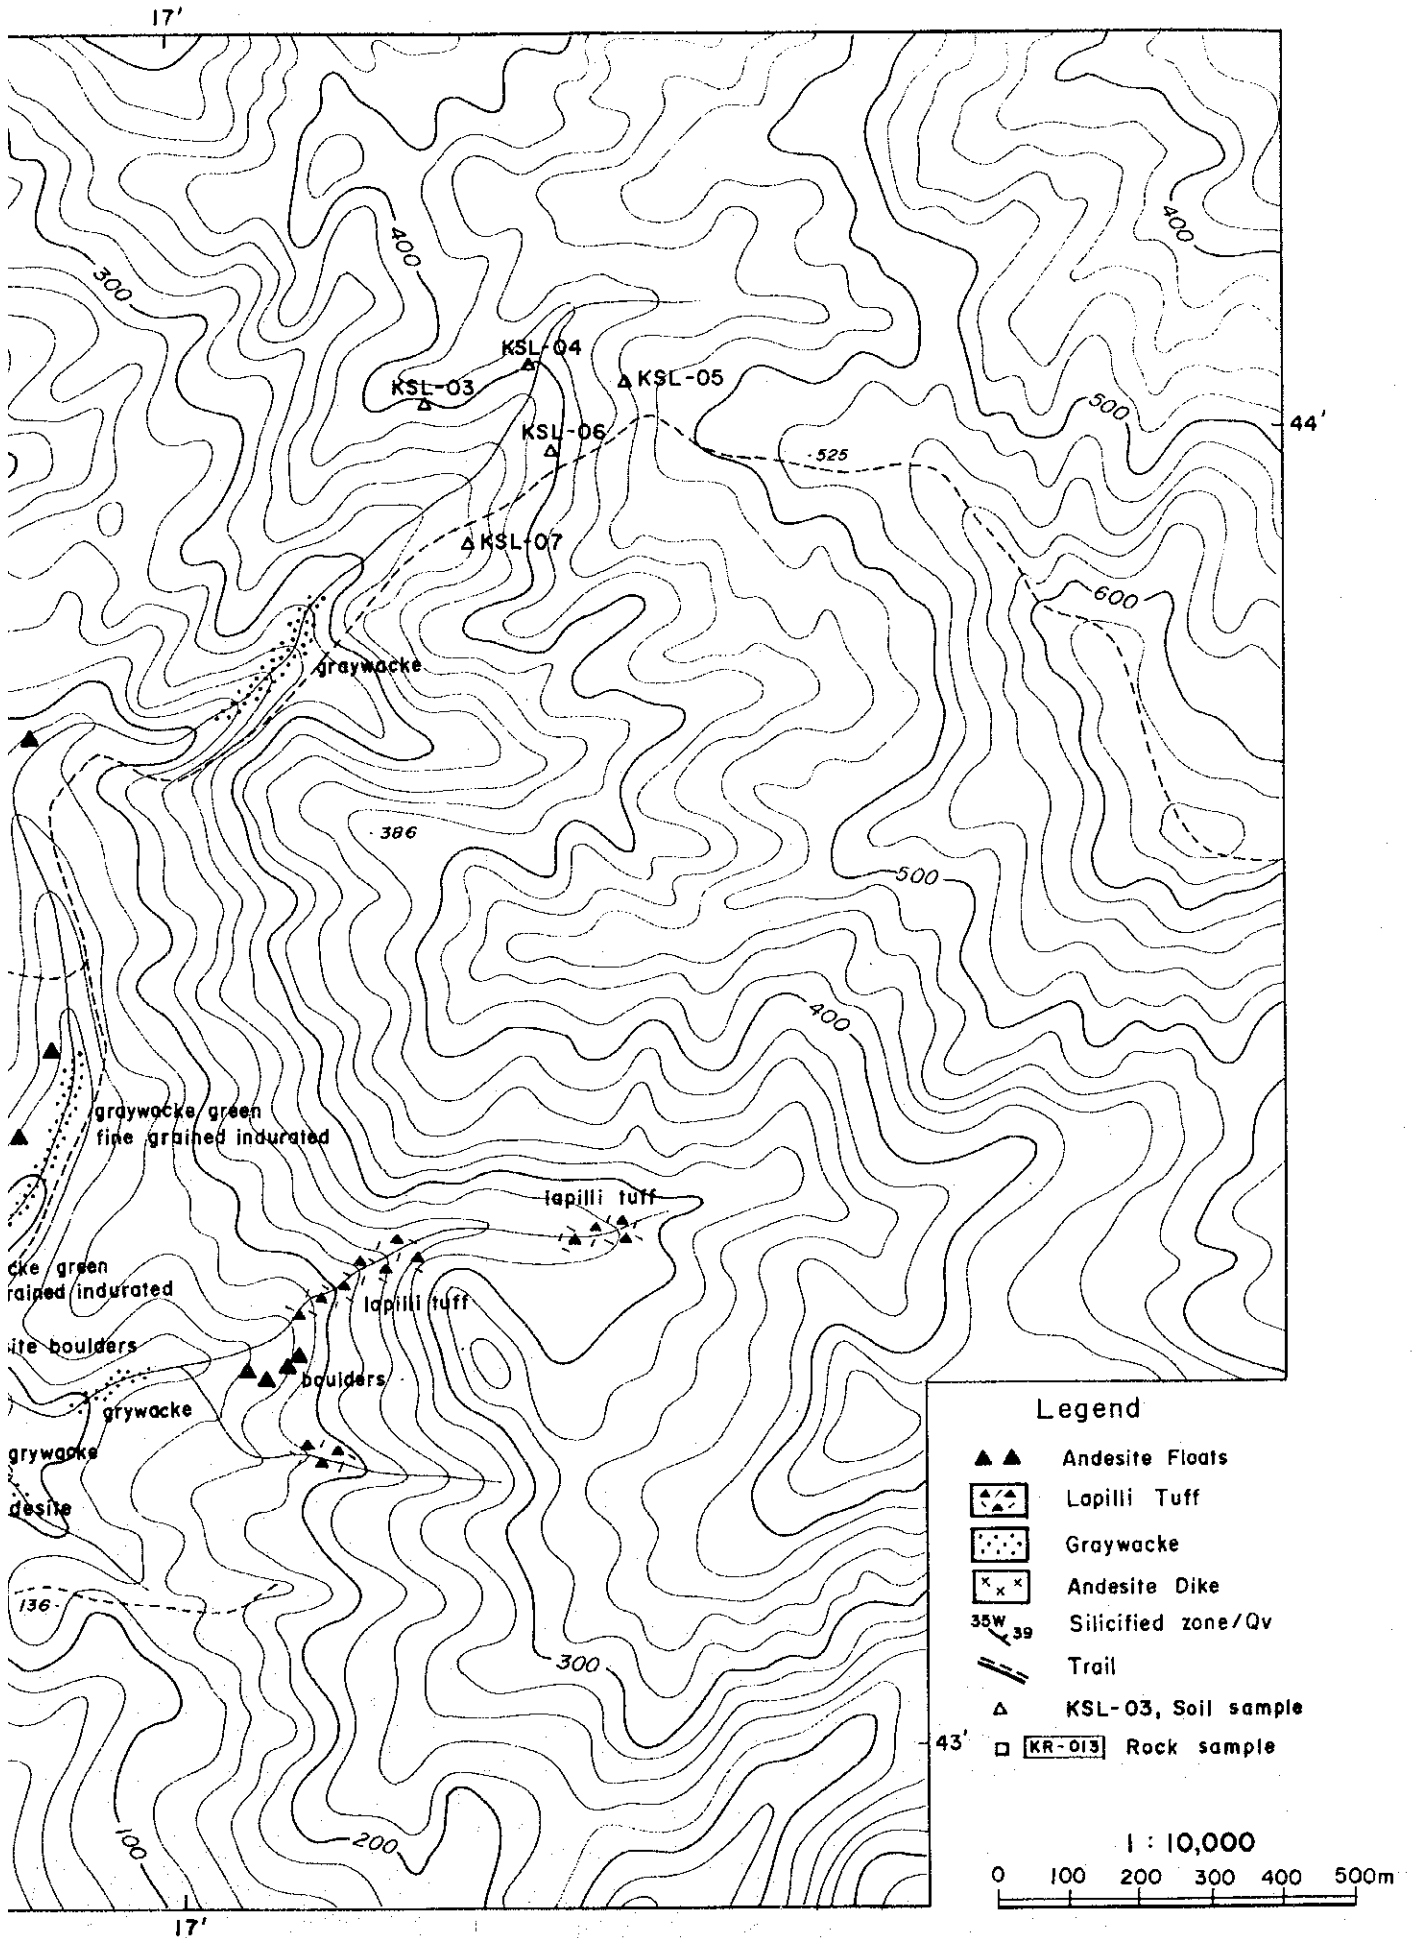 17'
400
400
300
KSL-04
KSL-03
KSL-05
500
44'
KSL-06
525
KSL-07
600
graywacke
386
500
400
graywacke green
fine grained indurated
lapilli tuff
cke green
rained indurated
lapilli tuff
ite boulders
boulders
grywacke
grywacke
desite
136
300
43'
100
200
17'
Legend
Andesite Floats
Lapilli Tuff
Graywacke
Andesite Dike
35W 39 Silicified zone/Qv
Trail
KSL-03, Soil sample
KR-013 Rock sample
1 : 10,000
0 100 200 300 400 500m